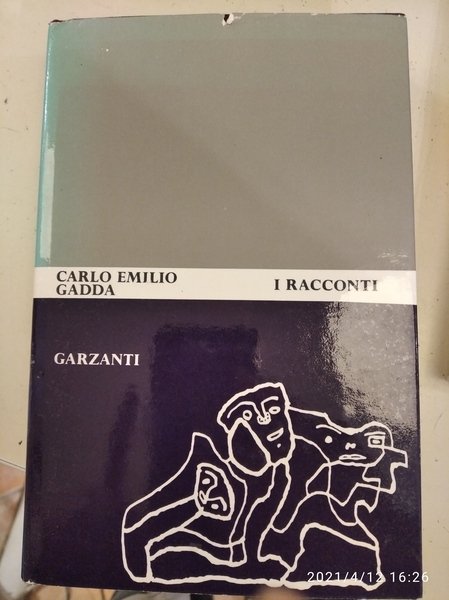 CARLO EMILIO
GADDA
I RACCONTI
GARZANTI
2021/4/12 16:26